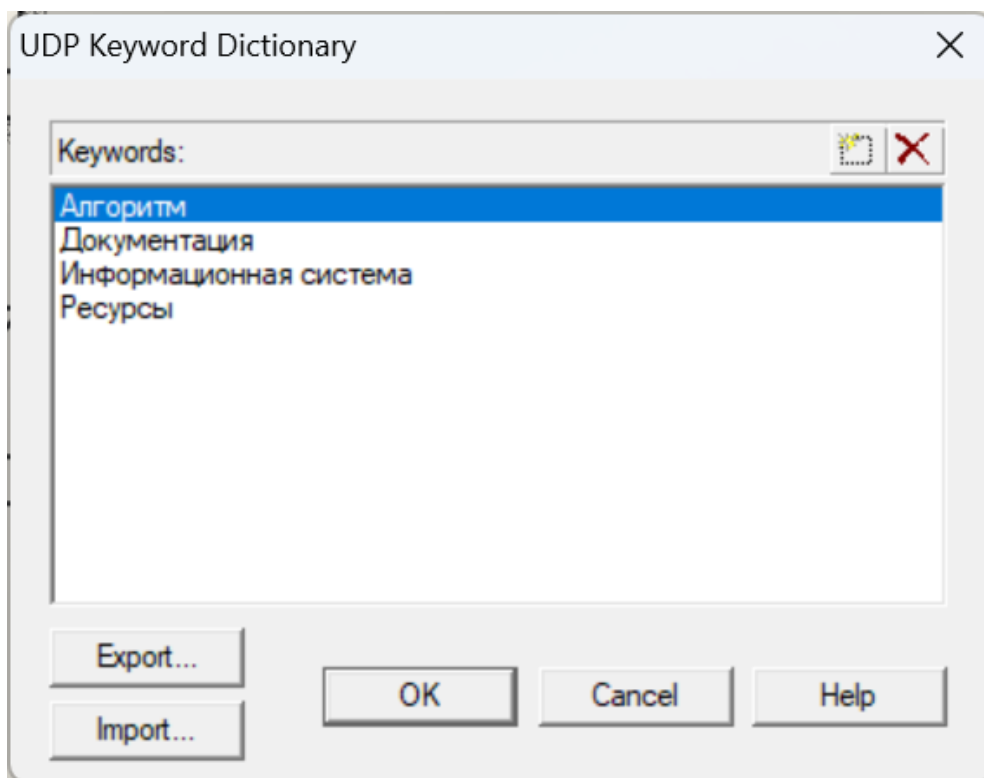 UDP Keyword Dictionary
Keywords:
Алгоритм
Документация
Информационная система
Ресурсы
Export...
OK
Cancel
Help
Import...